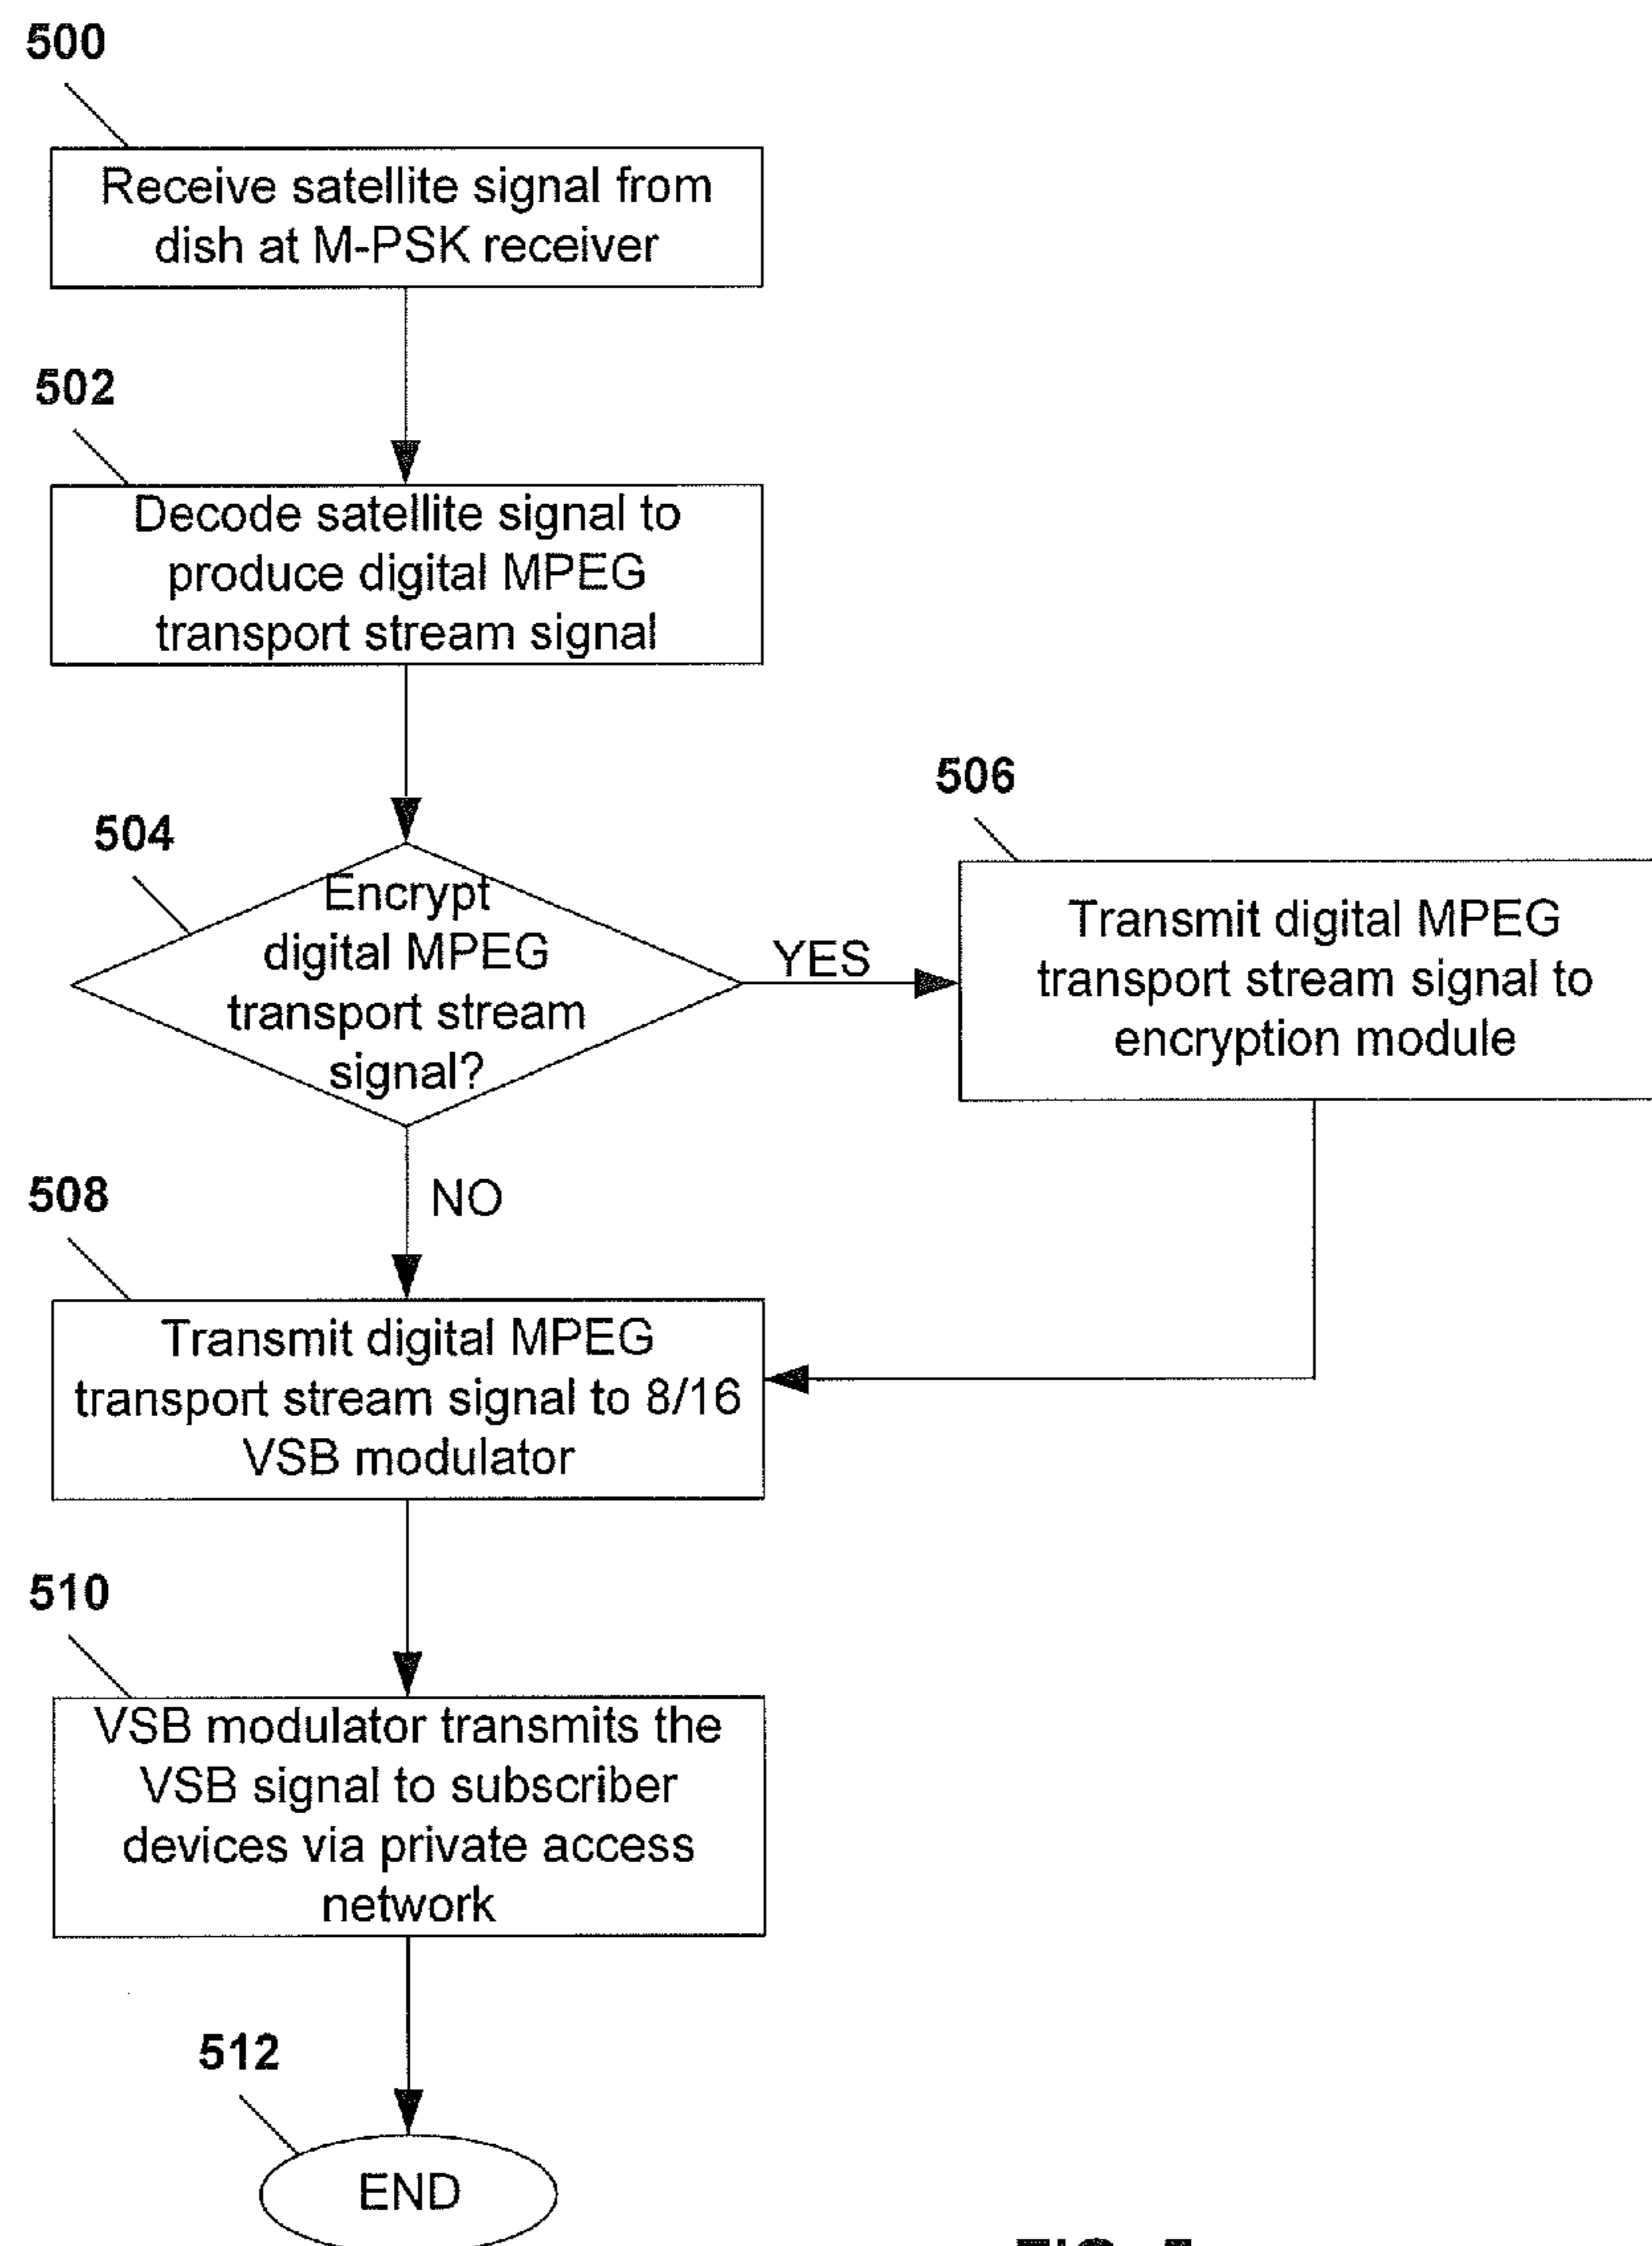 500
Receive satellite signal from
dish at M-PSK receiver
502
Decode satellite signal to
produce digital MPEG
transport stream signal
504
Encrypt
digital MPEG
transport stream
signal?
YES
506
Transmit digital MPEG
transport stream signal to
encryption module
NO
508
Transmit digital MPEG
transport stream signal to 8/16
VSB modulator
510
VSB modulator transmits the
VSB signal to subscriber
devices via private access
network
512
END